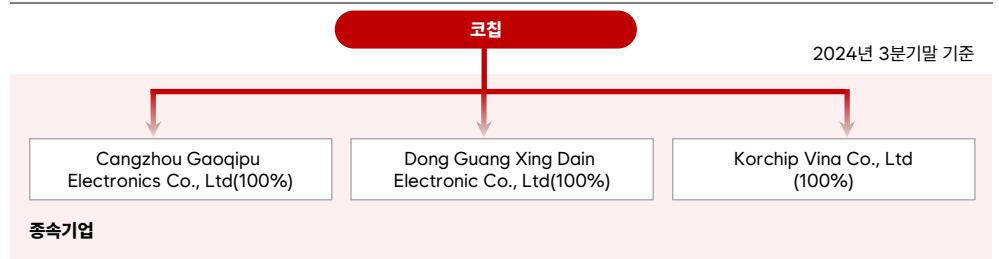 코칩
2024년 3분기말 기준
Cangzhou Gaoqipu
Electronics Co., Ltd(100%)
Dong Guang Xing Dain
Electronic Co., Ltd(100%)
Korchip Vina Co., Ltd
(100%)
종속기업